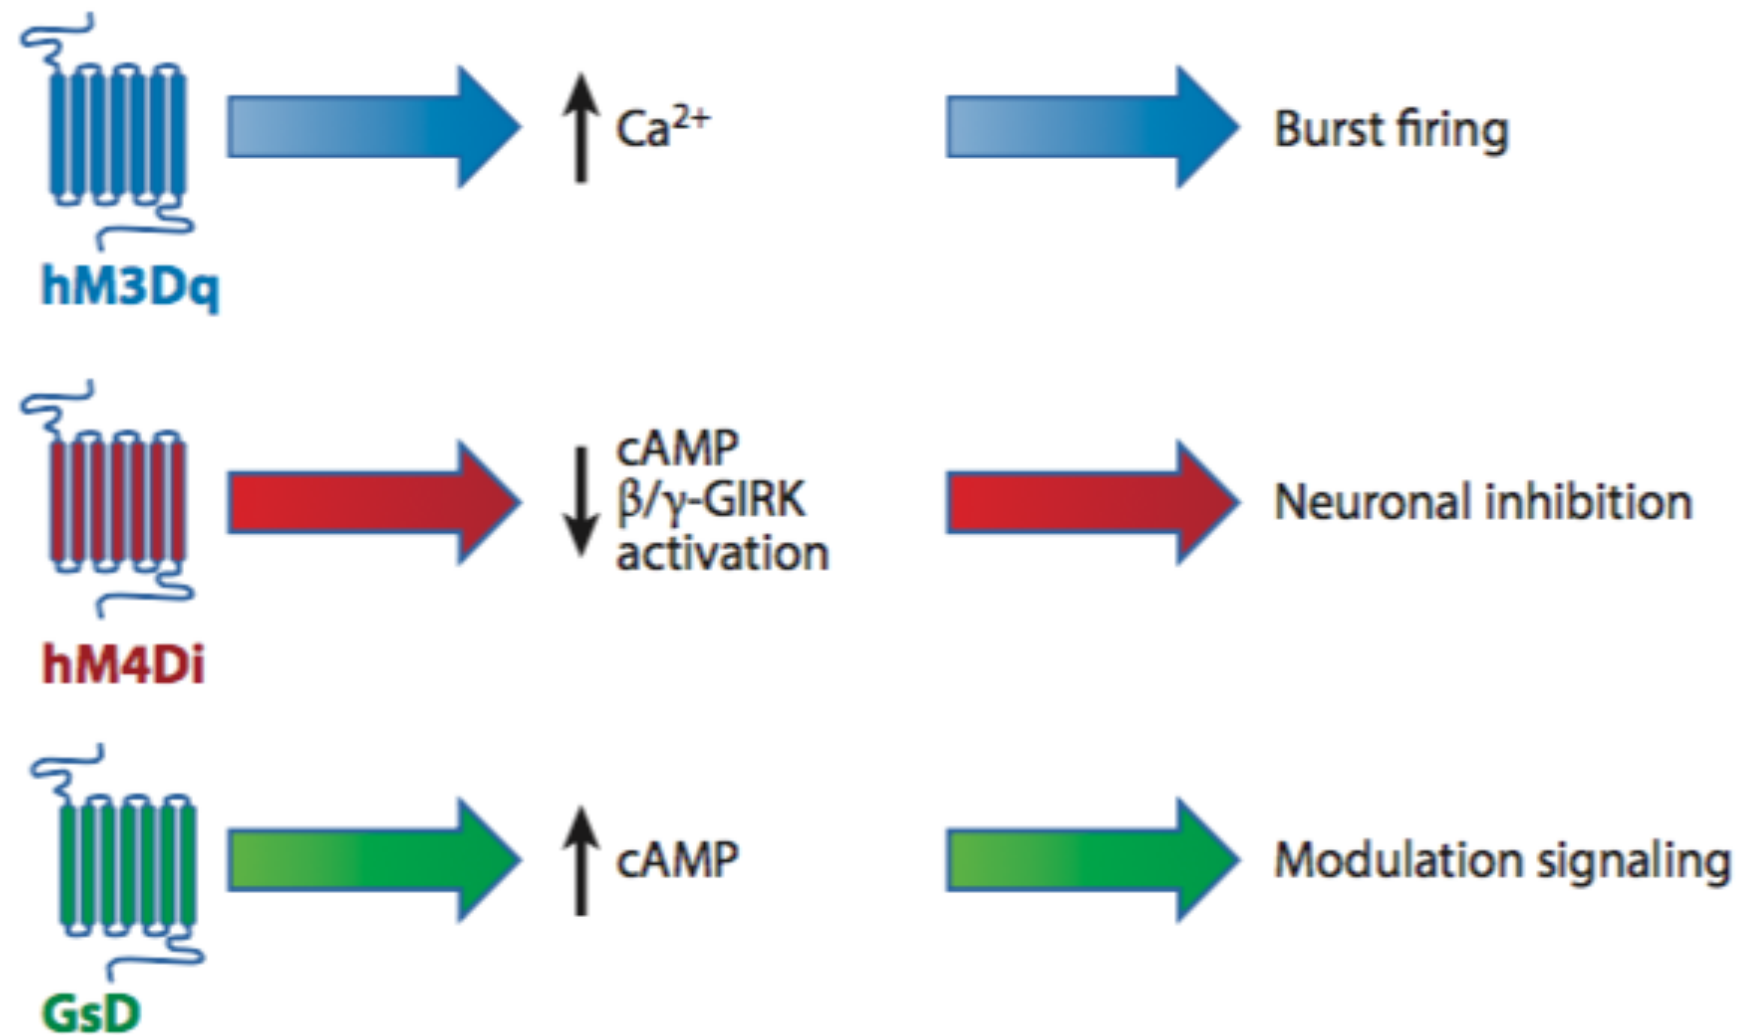 Ca²⁺
Burst firing
hM3Dq
cAMP
β/γ-GIRK
activation
Neuronal inhibition
hM4Di
cAMP
Modulation signaling
GsD